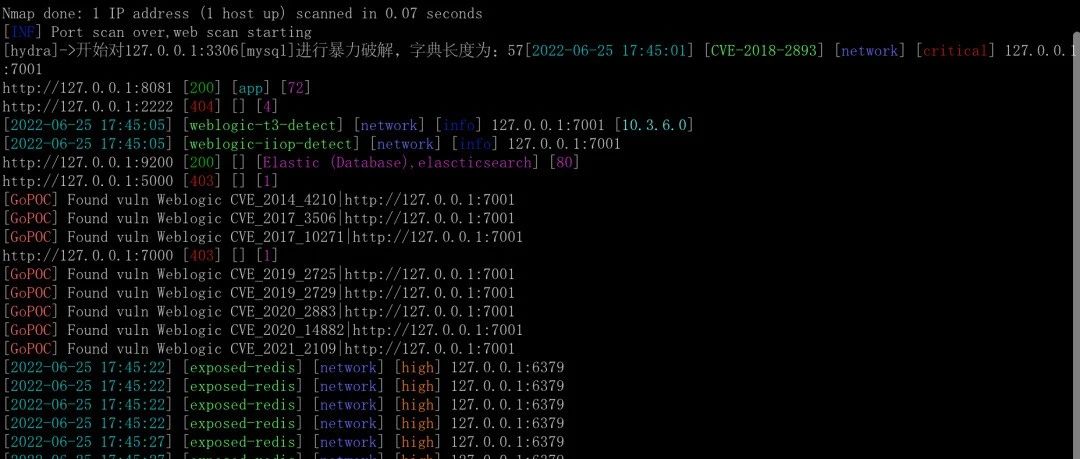 Nmap done: 1 IP address (1 host up) scanned in 0.07 seconds
[INF] Port scan over,web scan starting
[hydra]->开始对127.0.0.1:3306[mysql]进行暴力破解，字典长度为：57[2022-06-25 17:45:01] [CVE-2018-2893] [network] [critical] 127.0.0.1
:7001
http://127.0.0.1:8081 [200] [app] [72]
http://127.0.0.1:2222 [404] [] [4]
[2022-06-25 17:45:05] [weblogic-t3-detect] [network] [info] 127.0.0.1:7001 [10.3.6.0]
[2022-06-25 17:45:05] [weblogic-iiop-detect] [network] [info] 127.0.0.1:7001
http://127.0.0.1:9200 [200] [] [Elastic (Database),elascticsearch] [80]
http://127.0.0.1:5000 [403] [] [1]
[GoPOC] Found vuln Weblogic CVE_2014_4210|http://127.0.0.1:7001
[GoPOC] Found vuln Weblogic CVE_2017_3506|http://127.0.0.1:7001
[GoPOC] Found vuln Weblogic CVE_2017_10271|http://127.0.0.1:7001
http://127.0.0.1:7000 [403] [] [1]
[GoPOC] Found vuln Weblogic CVE_2019_2725|http://127.0.0.1:7001
[GoPOC] Found vuln Weblogic CVE_2019_2729|http://127.0.0.1:7001
[GoPOC] Found vuln Weblogic CVE_2020_2883|http://127.0.0.1:7001
[GoPOC] Found vuln Weblogic CVE_2020_14882|http://127.0.0.1:7001
[GoPOC] Found vuln Weblogic CVE_2021_2109|http://127.0.0.1:7001
[2022-06-25 17:45:22] [exposed-redis] [network] [high] 127.0.0.1:6379
[2022-06-25 17:45:22] [exposed-redis] [network] [high] 127.0.0.1:6379
[2022-06-25 17:45:22] [exposed-redis] [network] [high] 127.0.0.1:6379
[2022-06-25 17:45:22] [exposed-redis] [network] [high] 127.0.0.1:6379
[2022-06-25 17:45:27] [exposed-redis] [network] [high] 127.0.0.1:6379
[2022-06-25 17:45:27] [exposed-redis] [network] [high] 127.0.0.1:6379